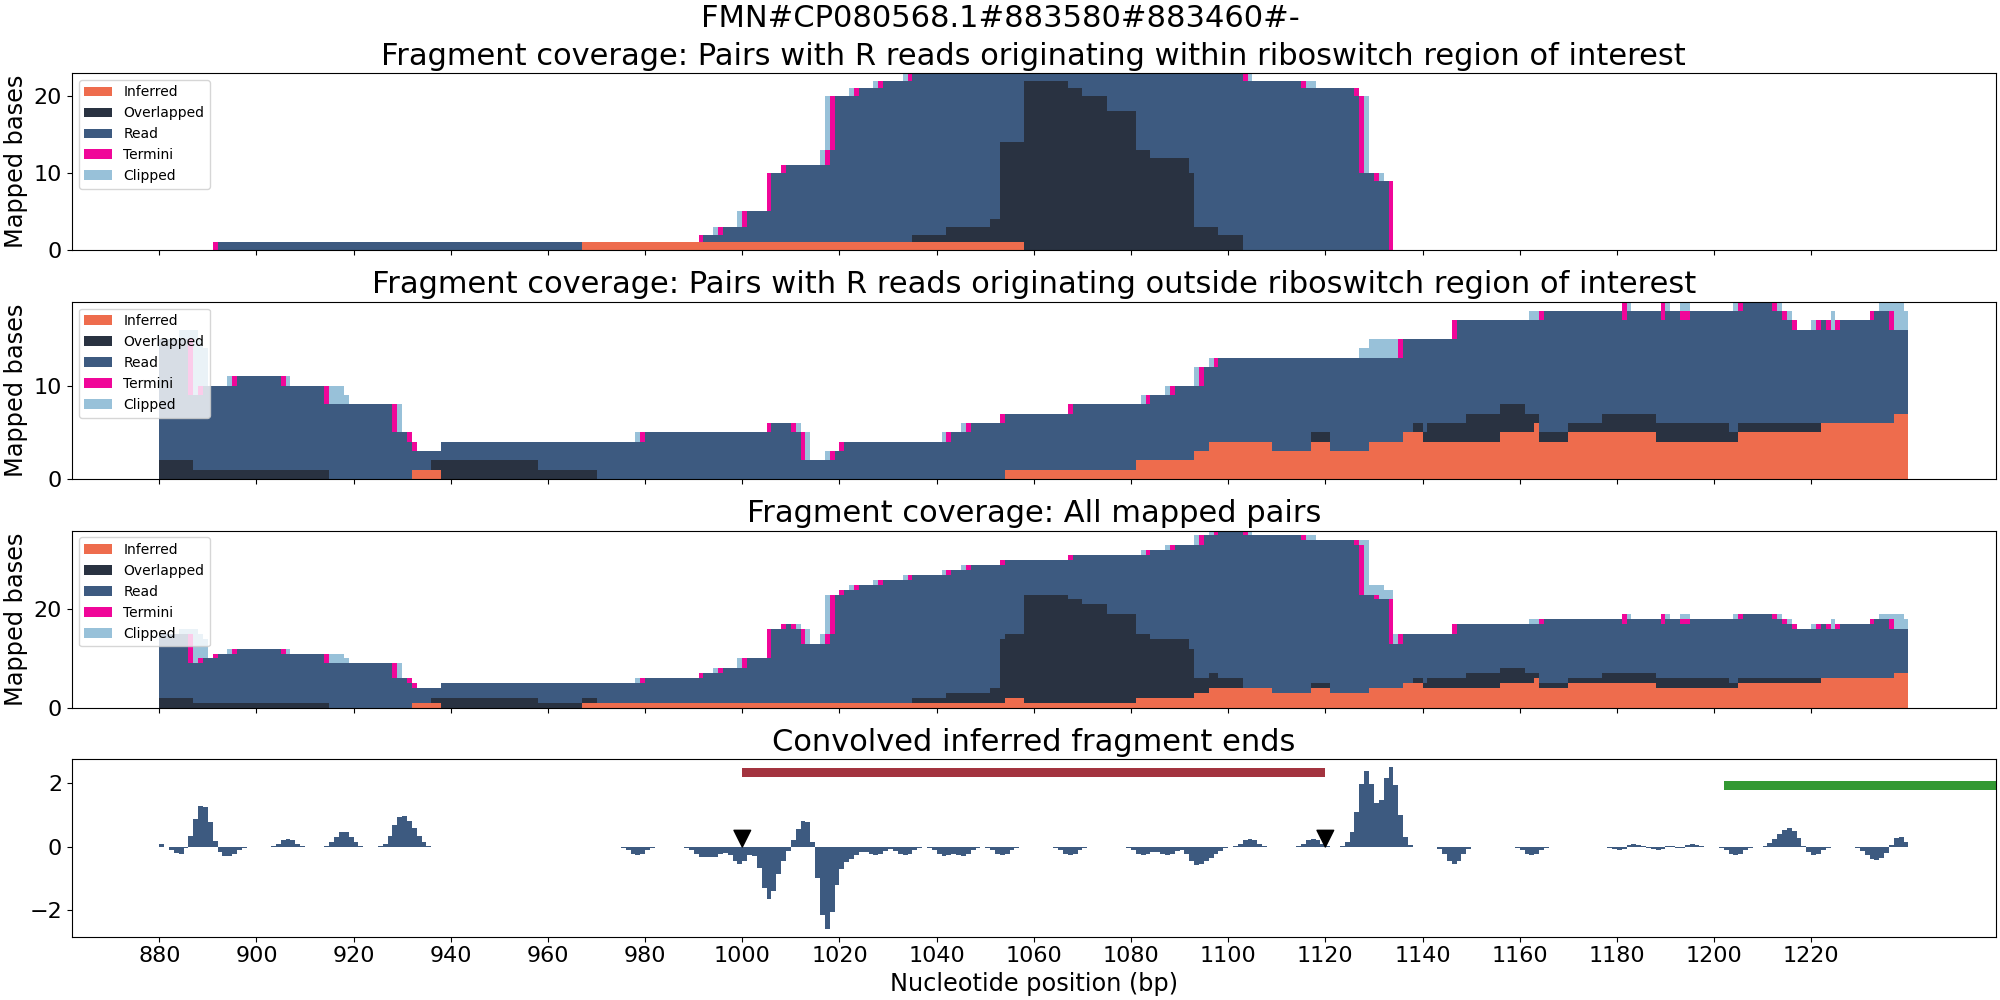 FMN#CP080568.1#883580#883460#-
Fragment coverage: Pairs with R reads originating within riboswitch region of interest
Mapped bases
20
10
0
Inferred
Overlapped
Read
Termini
Clipped
Fragment coverage: Pairs with R reads originating outside riboswitch region of interest
Mapped bases
10
0
Inferred
Overlapped
Read
Termini
Clipped
Fragment coverage: All mapped pairs
Mapped bases
20
0
Inferred
Overlapped
Read
Termini
Clipped
Convolved inferred fragment ends
2
0
−2
880 900 920 940 960 980 1000 1020 1040 1060 1080 1100 1120 1140 1160 1180 1200 1220
Nucleotide position (bp)